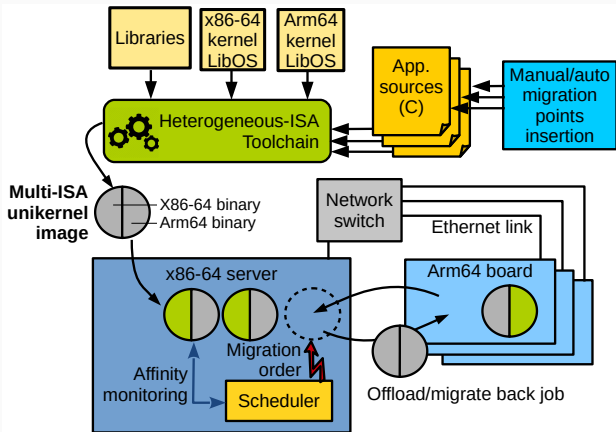 Libraries
x86-64
kernel
LibOS
Arm64
kernel
LibOS
App.
sources
(C)
Manual/auto
migration
points
insertion
Heterogeneous-ISA
Toolchain
Multi-ISA
unikernel
image
X86-64 binary
Arm64 binary
Network
switch
Ethernet link
x86-64 server
Arm64 board
Migration
order
Affinity
monitoring
Scheduler
Offload/migrate back job